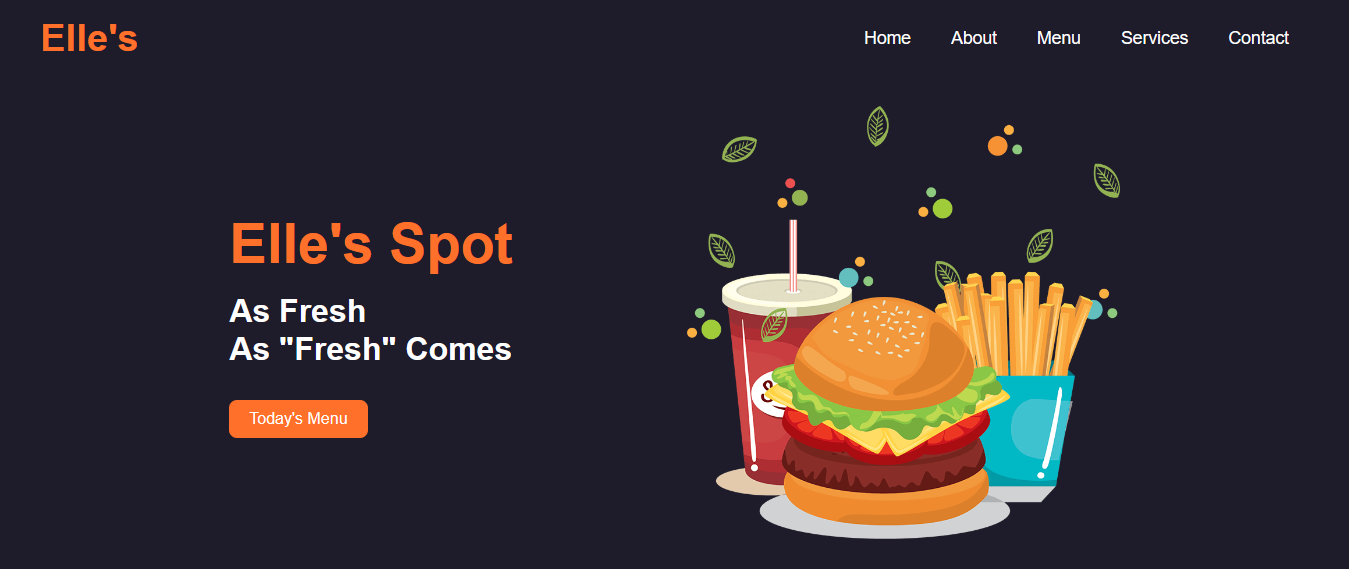 Elle's
Home About Menu Services Contact
Elle's Spot
As Fresh
As "Fresh" Comes
Today's Menu